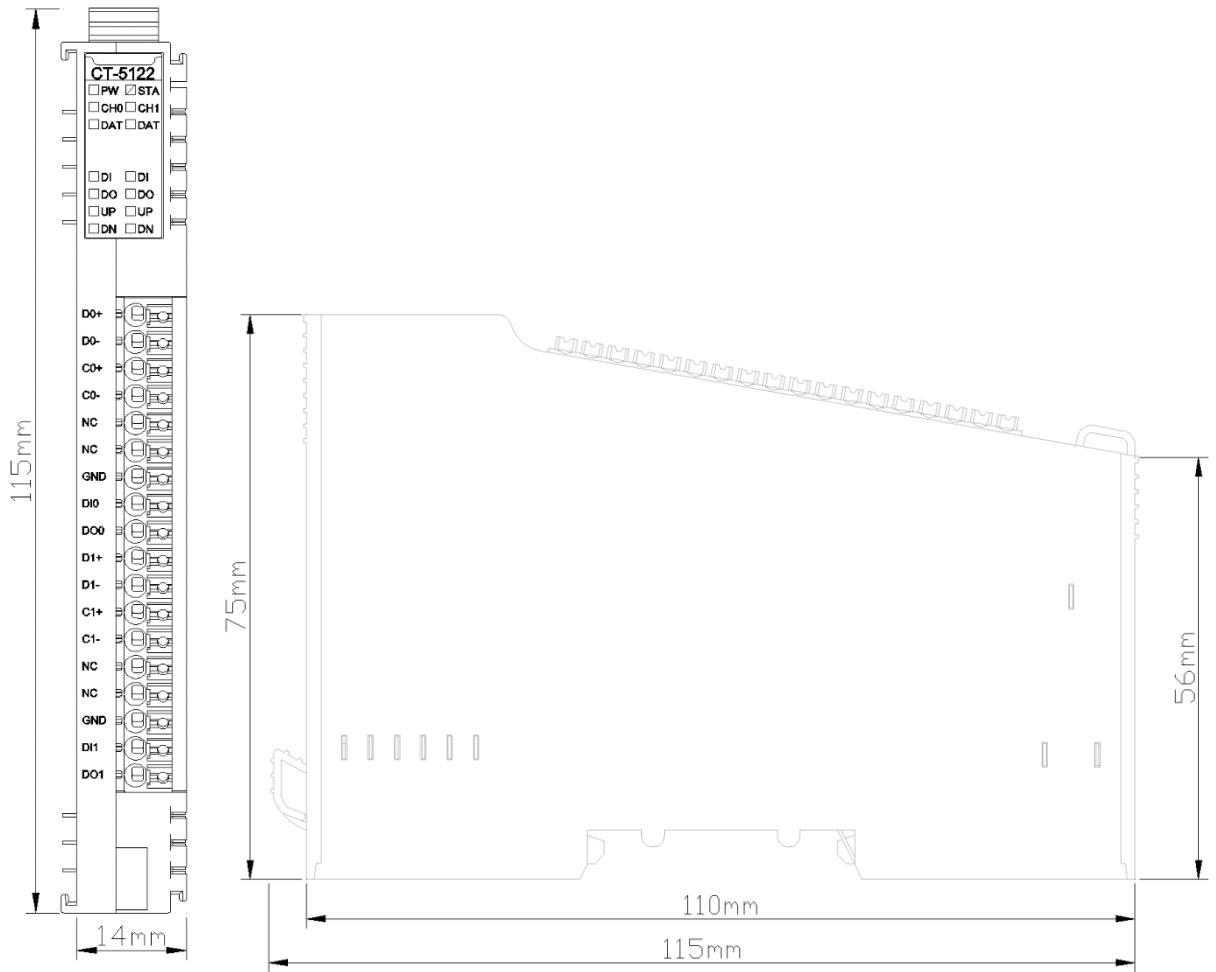 CT-5122
PW STA
CH0 CH1
DAT DAT
DI DI
DO DO
UP UP
DN DN
D0+
D0-
C0+
C0-
NC
NC
GND
DI0
DO0
D1+
D1-
C1+
C1-
NC
NC
GND
DI1
DO1
115mm
14mm
75mm
56mm
110mm
115mm